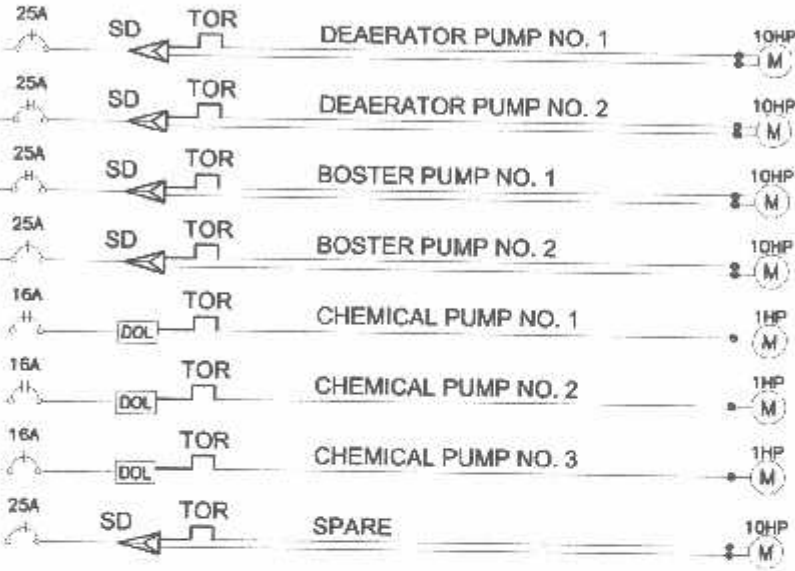 25A SD TOR DEAERATOR PUMP NO. 1 10HP M
25A SD TOR DEAERATOR PUMP NO. 2 10HP M
25A SD TOR BOSTER PUMP NO. 1 10HP M
25A SD TOR BOSTER PUMP NO. 2 10HP M
16A DOL TOR CHEMICAL PUMP NO. 1 1HP M
16A DOL TOR CHEMICAL PUMP NO. 2 1HP M
16A DOL TOR CHEMICAL PUMP NO. 3 1HP M
25A SD TOR SPARE 10HP M